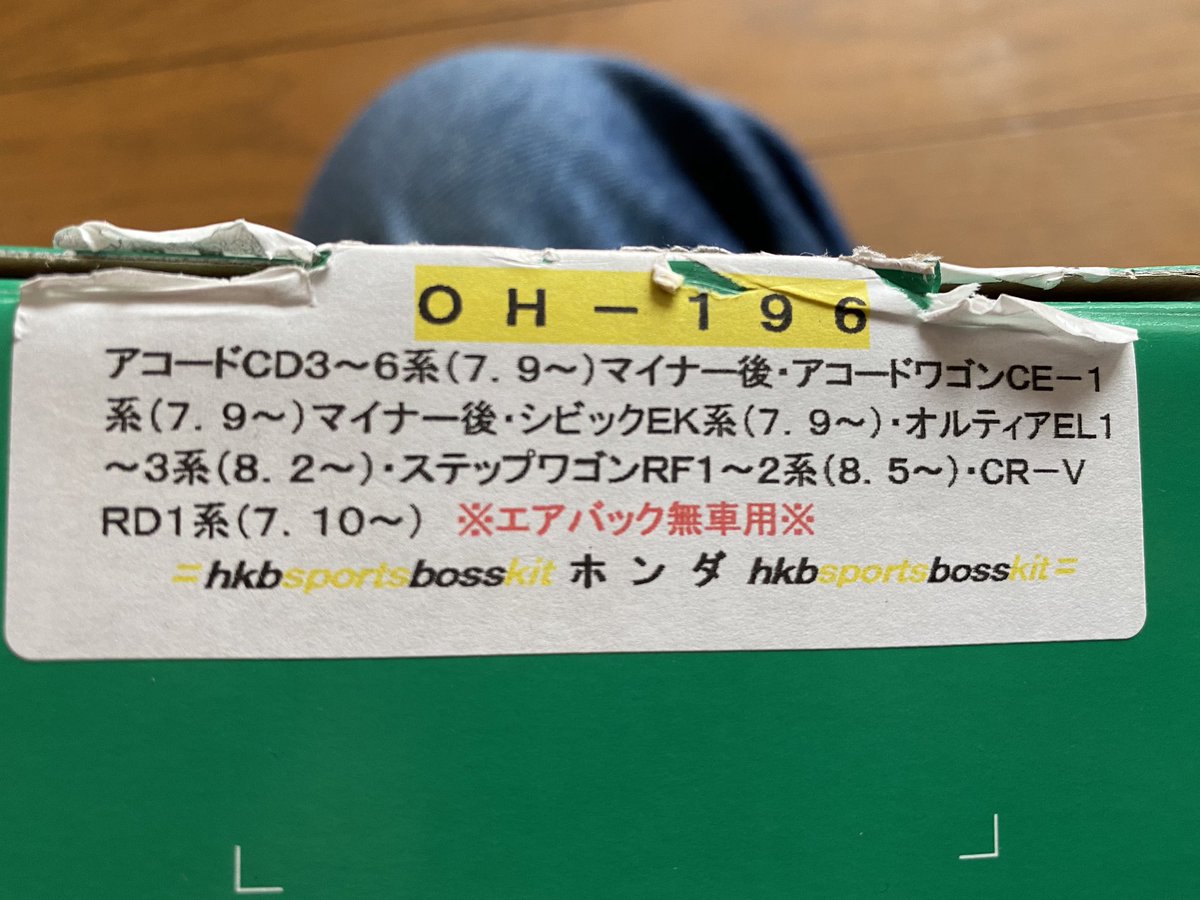 OH-196
アコードCD3～6系(7.9～)マイナー後・アコードワゴンCE-1
系(7.9～)マイナー後・シビックEK系(7.9～)・オルティアEL1
～3系(8.2～)・ステップワゴンRF1～2系(8.5～)・CR-V
RD1系(7.10～) ※エアバック無車用※
=hkbsportsbosskit ホンダ hkbsportsbosskit=